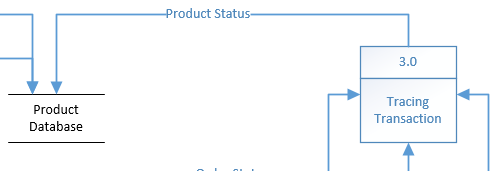 Product Status
3.0
Product
Database
Tracing
Transaction